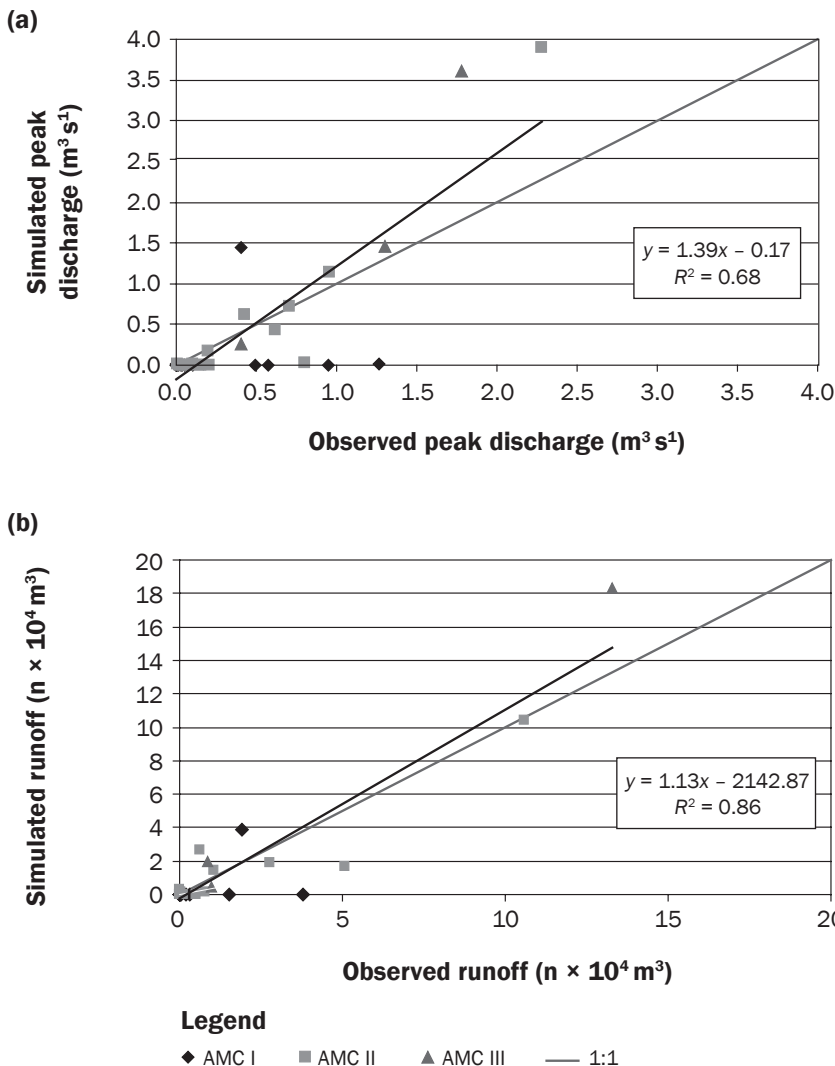 (a)
Simulated peak
discharge (m³ s¹)
4.0
3.5
3.0
2.5
2.0
1.5
1.0
0.5
0.0
0.0 0.5 1.0 1.5 2.0 2.5 3.0 3.5 4.0
y = 1.39x – 0.17
R² = 0.68
Observed peak discharge (m³ s¹)
(b)
Simulated runoff (n × 10⁴ m³)
20
18
16
14
12
10
8
6
4
2
0
0 5 10 15 20
y = 1.13x – 2142.87
R² = 0.86
Observed runoff (n × 10⁴ m³)
Legend
AMC I AMC II AMC III 1:1